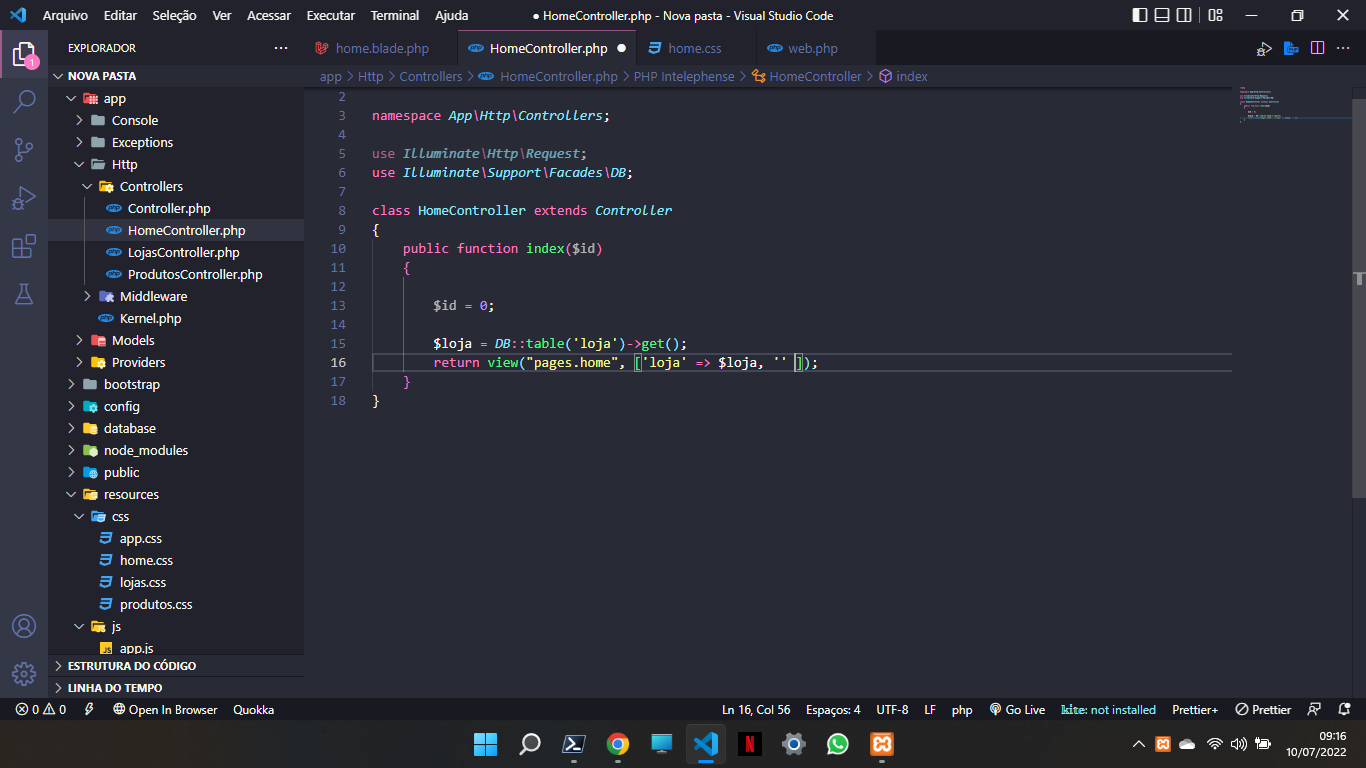 Arquivo Editar Seleção Ver Acessar Executar Terminal Ajuda
● HomeController.php - Nova pasta - Visual Studio Code
EXPLORADOR
home.blade.php
HomeController.php
home.css
web.php
1
NOVA PASTA
app > Http > Controllers > HomeController.php > PHP Intelephense > HomeController > index
app
Console
Exceptions
Http
Controllers
Controller.php
HomeController.php
LojasController.php
ProdutosController.php
Middleware
Kernel.php
Models
Providers
bootstrap
config
database
node_modules
public
resources
css
app.css
home.css
lojas.css
produtos.css
js
app.js
ESTRUTURA DO CÓDIGO
LINHA DO TEMPO
2
3 namespace App\Http\Controllers;
4
5 use Illuminate\Http\Request;
6 use Illuminate\Support\Facades\DB;
7
8 class HomeController extends Controller
9 {
10 public function index($id)
11 {
12
13 $id = 0;
14
15 $loja = DB::table('loja')->get();
16 return view("pages.home", ['loja' => $loja, '' ]);
17 }
18 }
0 0 Open In Browser Quokka
Ln 16, Col 56 Espaços: 4 UTF-8 LF php Go Live kite: not installed Prettier+ Prettier
09:16
10/07/2022